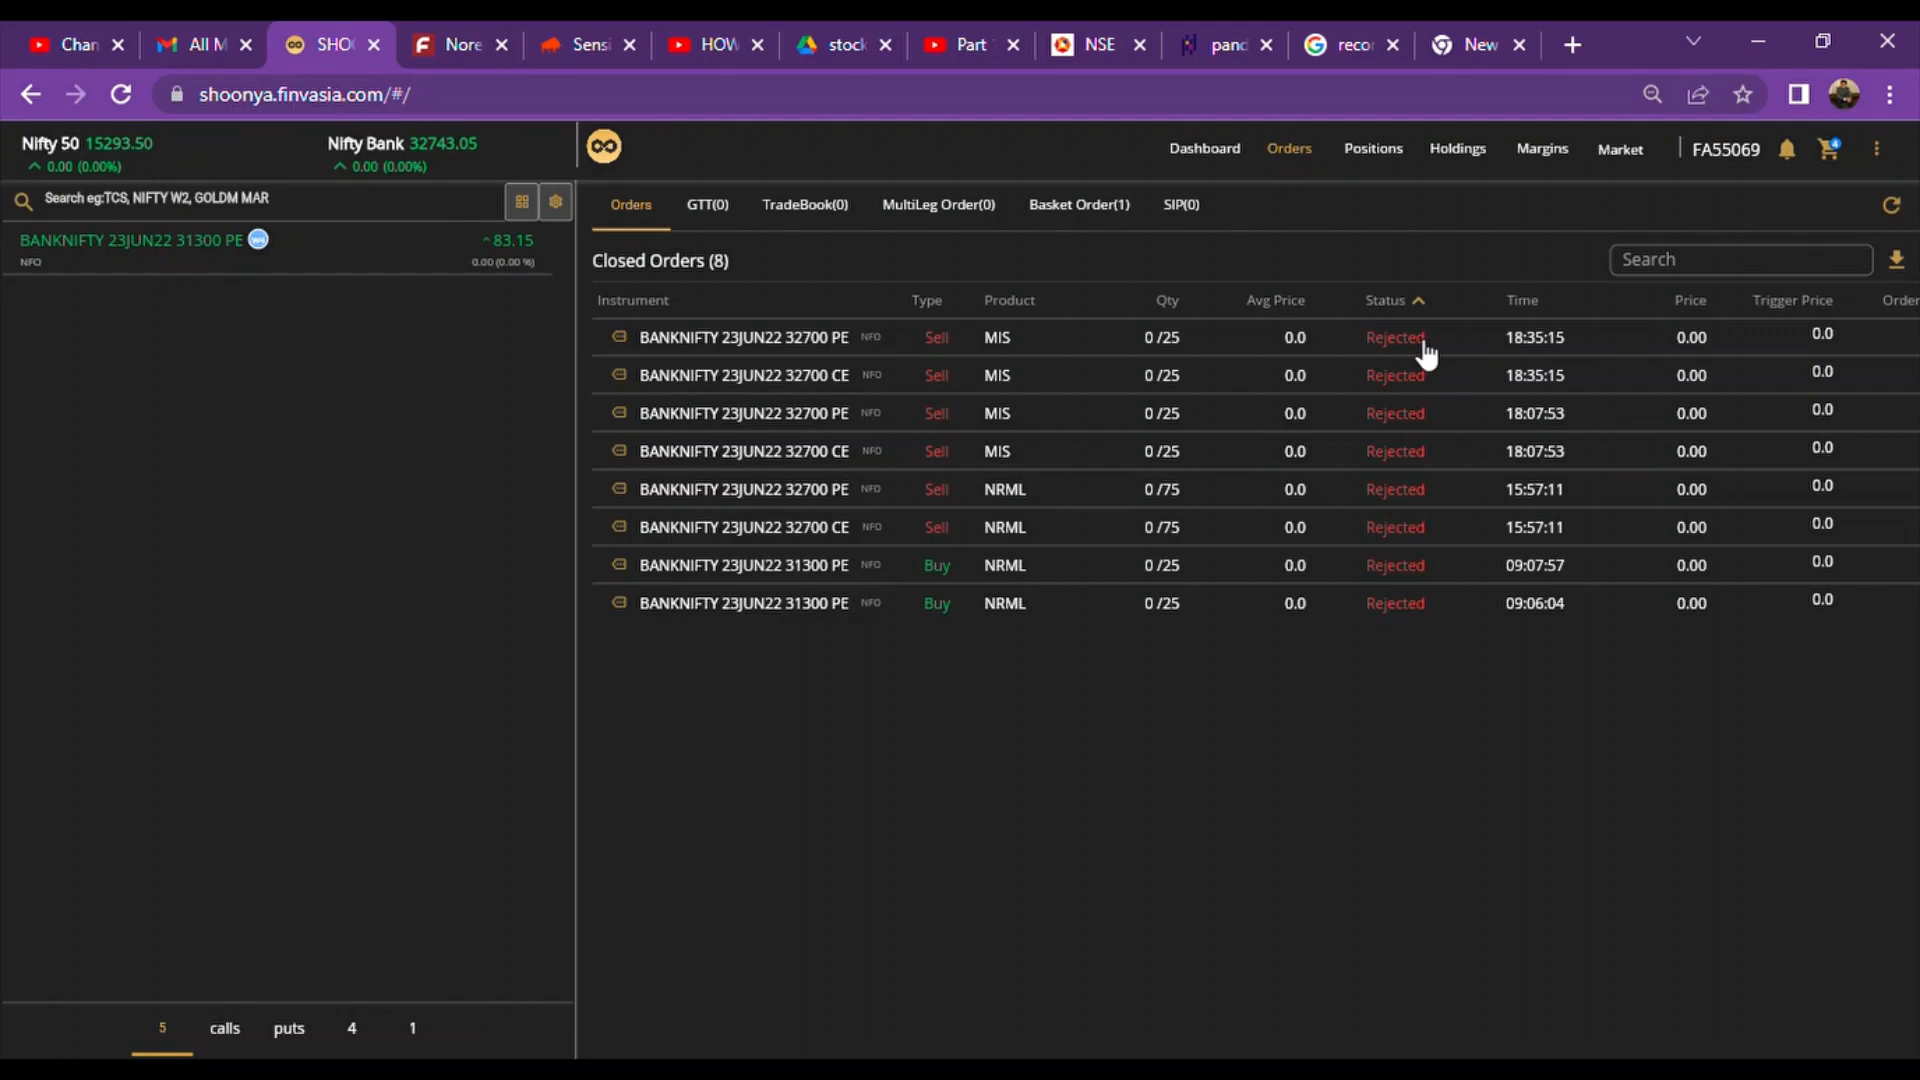 Chan All M SHO Nore Sensi HOW stock Part NSE pand reco New
shoonya.finvasia.com/#/
Nifty 50 15293.50 Nifty Bank 32743.05
0.00 (0.00%) 0.00 (0.00%)
Dashboard Orders Positions Holdings Margins Market FA55069 4
Search eg:TCS, NIFTY W2, GOLDM MAR
Orders GTT(0) TradeBook(0) MultiLeg Order(0) Basket Order(1) SIP(0)
BANKNIFTY 23JUN22 31300 PE W4 83.15
NFO 0.00 (0.00 %)
Closed Orders (8) Search
Instrument Type Product Qty Avg Price Status Time Price Trigger Price Order
BANKNIFTY 23JUN22 32700 PE NFO Sell MIS 0 /25 0.0 Rejected 18:35:15 0.00 0.0
BANKNIFTY 23JUN22 32700 CE NFO Sell MIS 0 /25 0.0 Rejected 18:35:15 0.00 0.0
BANKNIFTY 23JUN22 32700 PE NFO Sell MIS 0 /25 0.0 Rejected 18:07:53 0.00 0.0
BANKNIFTY 23JUN22 32700 CE NFO Sell MIS 0 /25 0.0 Rejected 18:07:53 0.00 0.0
BANKNIFTY 23JUN22 32700 PE NFO Sell NRML 0 /75 0.0 Rejected 15:57:11 0.00 0.0
BANKNIFTY 23JUN22 32700 CE NFO Sell NRML 0 /75 0.0 Rejected 15:57:11 0.00 0.0
BANKNIFTY 23JUN22 31300 PE NFO Buy NRML 0 /25 0.0 Rejected 09:07:57 0.00 0.0
BANKNIFTY 23JUN22 31300 PE NFO Buy NRML 0 /25 0.0 Rejected 09:06:04 0.00 0.0
5 calls puts 4 1